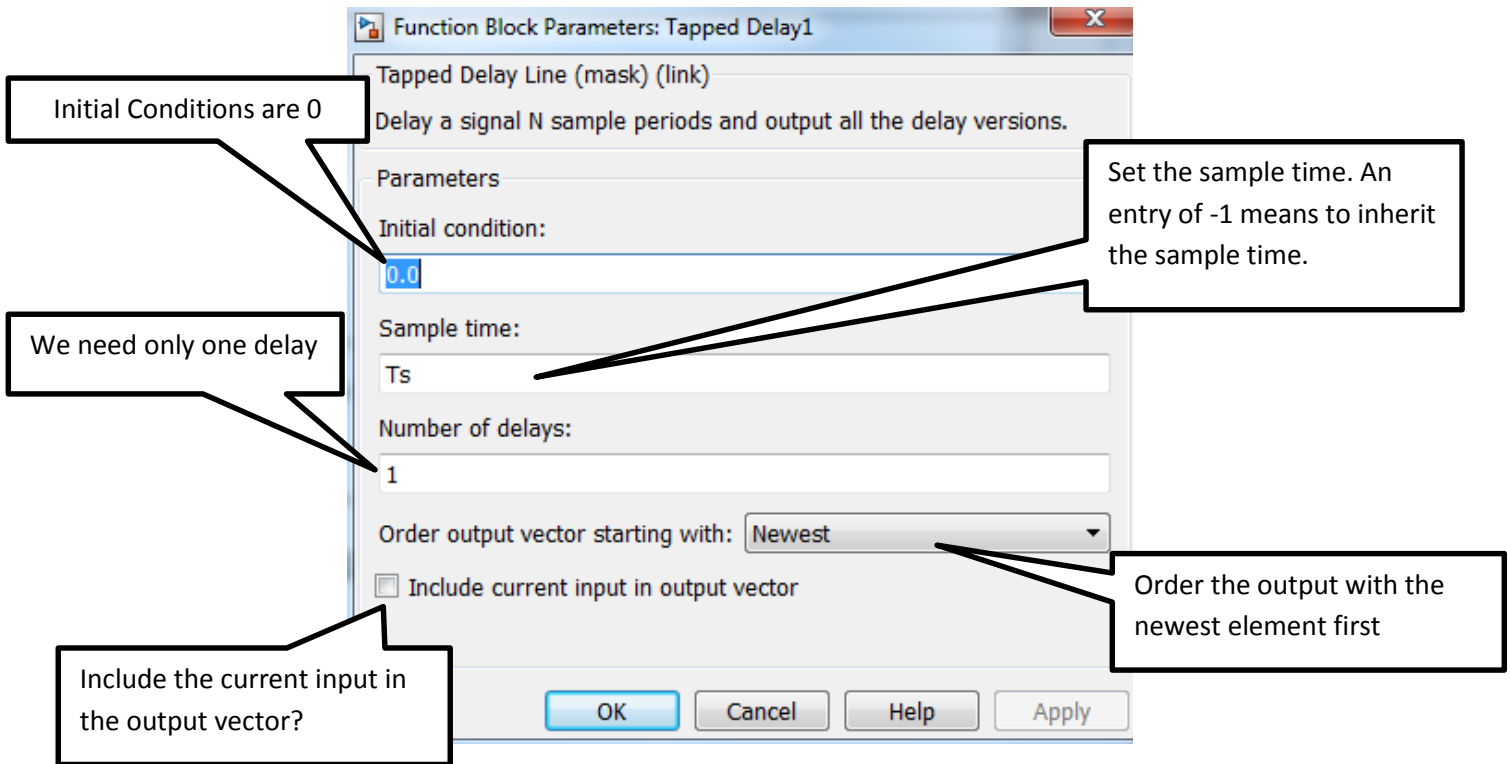 Function Block Parameters: Tapped Delay1
Tapped Delay Line (mask) (link)
Delay a signal N sample periods and output all the delay versions.
Initial Conditions are 0
Parameters
Initial condition:
0.0
Set the sample time. An
entry of -1 means to inherit
the sample time.
Sample time:
Ts
We need only one delay
Number of delays:
1
Order output vector starting with: Newest
Include current input in output vector
Order the output with the
newest element first
Include the current input in
the output vector?
OK Cancel Help Apply